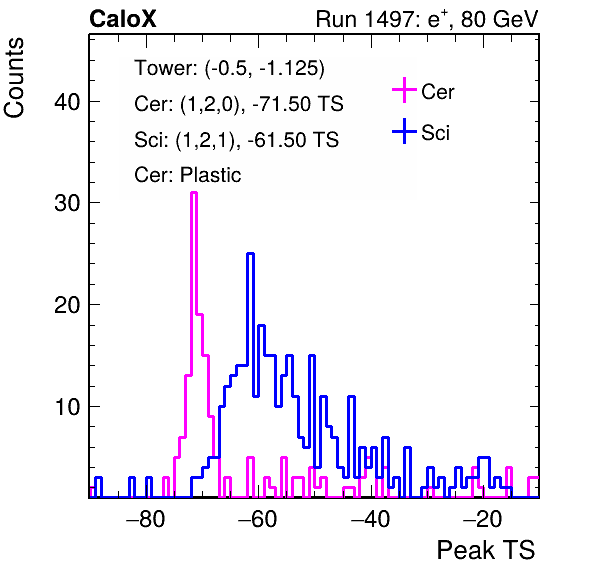 CaloX Run 1497: e⁺, 80 GeV
Counts
Tower: (-0.5, -1.125)
Cer: (1,2,0), -71.50 TS
Sci: (1,2,1), -61.50 TS
Cer: Plastic
Cer
Sci
40
30
20
10
−80 −60 −40 −20
Peak TS